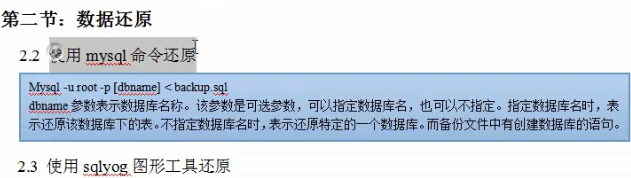 第二节：数据还原
2.2 使用 mysql 命令还原
Mysql -u root -p [dbname] < backup.sql
dbname 参数表示数据库名称。该参数是可选参数，可以指定数据库名，也可以不指定。指定数据库名时，表
示还原该数据库下的表。不指定数据库名时，表示还原特定的一个数据库。而备份文件中有创建数据库的语句。
2.3 使用 sqlyog 图形工具还原